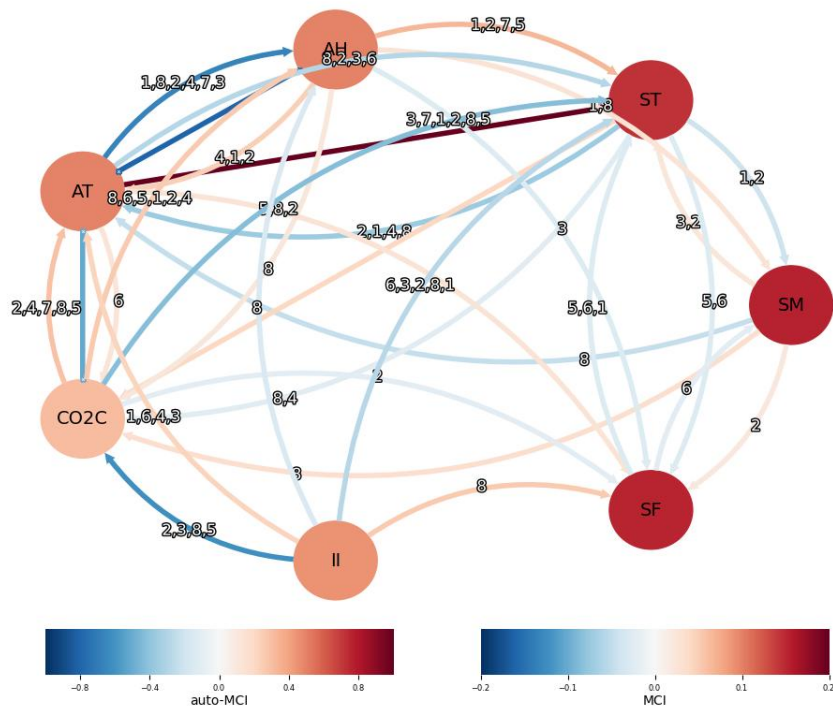 AH
1,2,7,5
8,2,3,6
1,8,2,4,7,3
ST
1,8
3,7,1,2,8,5
4,1,2
AT
8,6,5,1,2,4
5,8,2
1,2
3,2
2,1,4,8
3
8
6,3,2,8,1
2,4,7,8,5
6
8
5,6,1
5,6
SM
8
2
6
CO2C
1,6,4,3
8,4
2
8
SF
2,3,8,5
II
8
−0.8 −0.4 0.0 0.4 0.8
auto-MCI
−0.2 −0.1 0.0 0.1 0.2
MCI